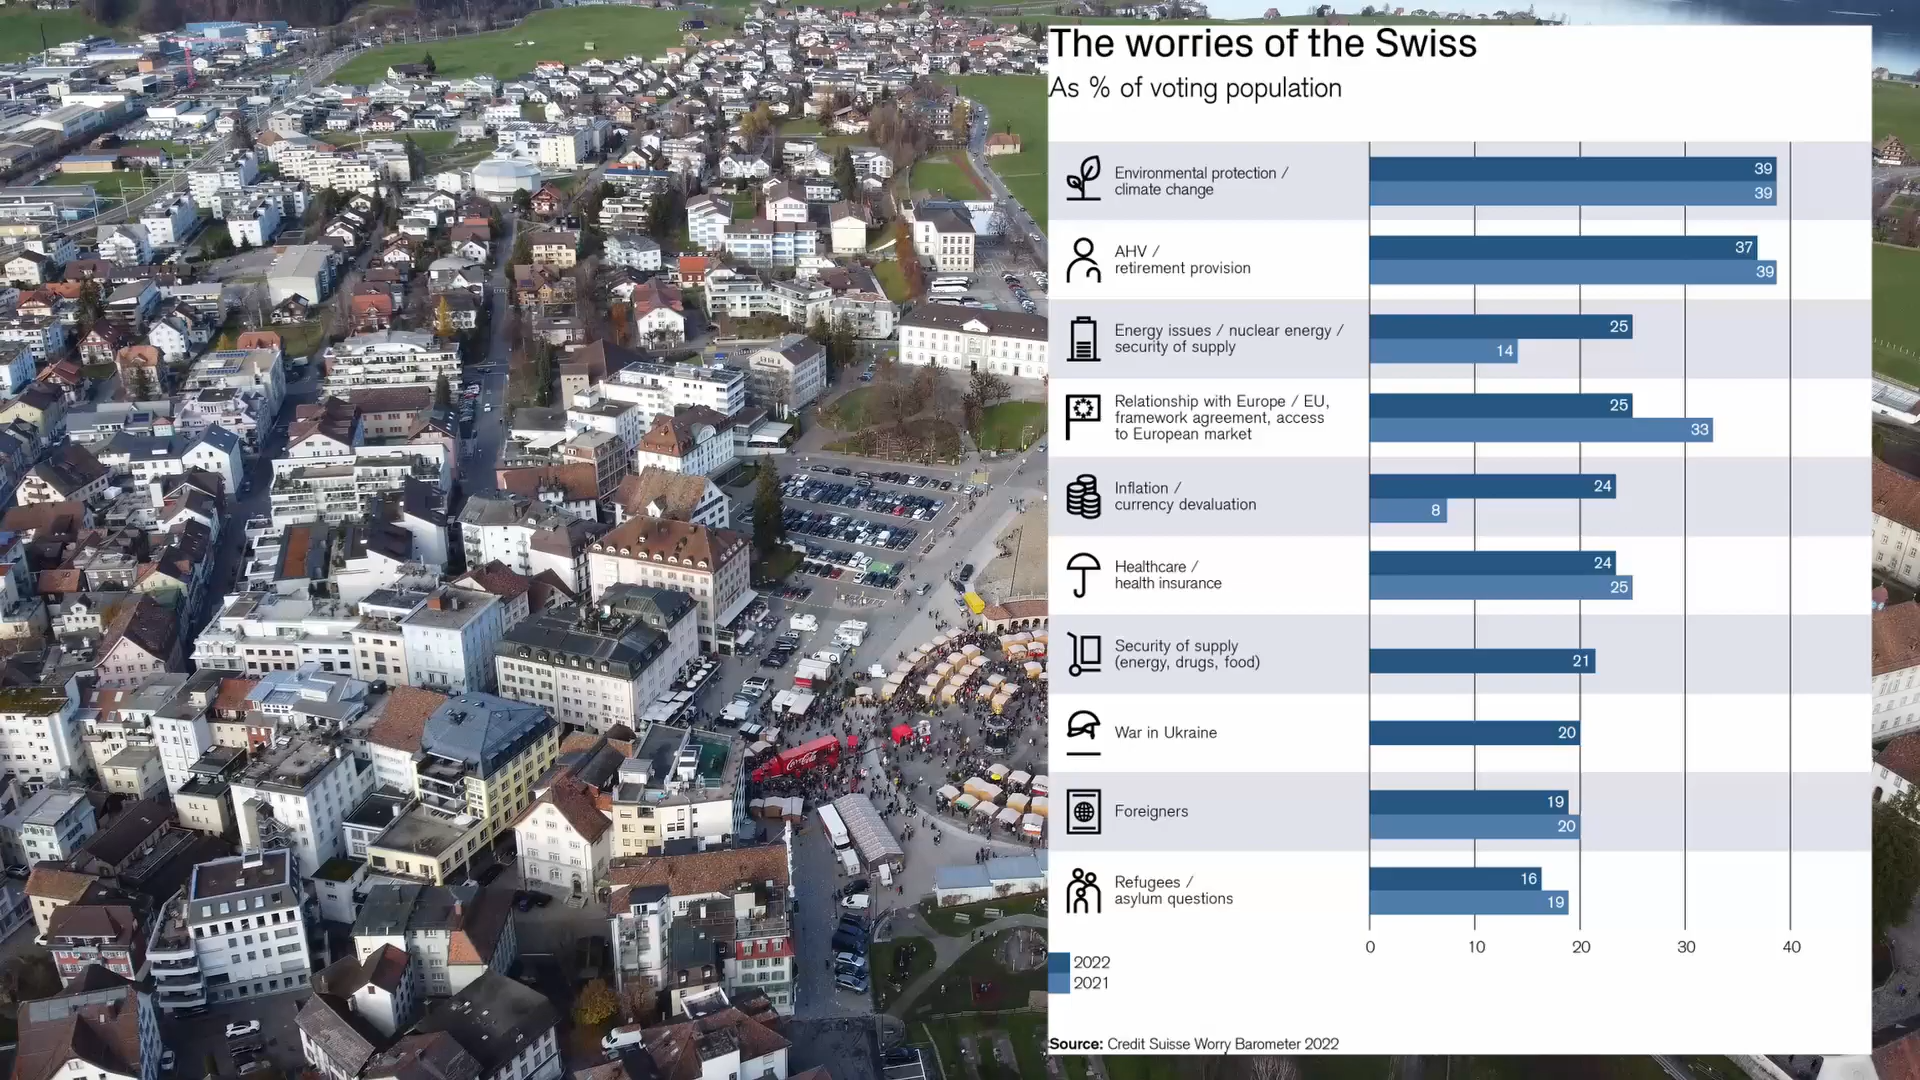 The worries of the Swiss
As % of voting population
Environmental protection /
climate change
39
39
AHV /
retirement provision
37
39
Energy issues / nuclear energy /
security of supply
25
14
Relationship with Europe / EU,
framework agreement, access
to European market
25
33
Inflation /
currency devaluation
24
8
Healthcare /
health insurance
24
25
Security of supply
(energy, drugs, food)
21
War in Ukraine
20
Foreigners
19
20
Refugees /
asylum questions
16
19
0 10 20 30 40
2022
2021
Source: Credit Suisse Worry Barometer 2022
Coca-Cola